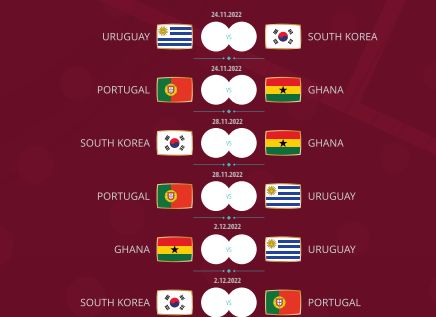 24.11.2022
URUGUAY VS SOUTH KOREA
24.11.2022
PORTUGAL VS GHANA
28.11.2022
SOUTH KOREA VS GHANA
28.11.2022
PORTUGAL VS URUGUAY
2.12.2022
GHANA VS URUGUAY
2.12.2022
SOUTH KOREA VS PORTUGAL